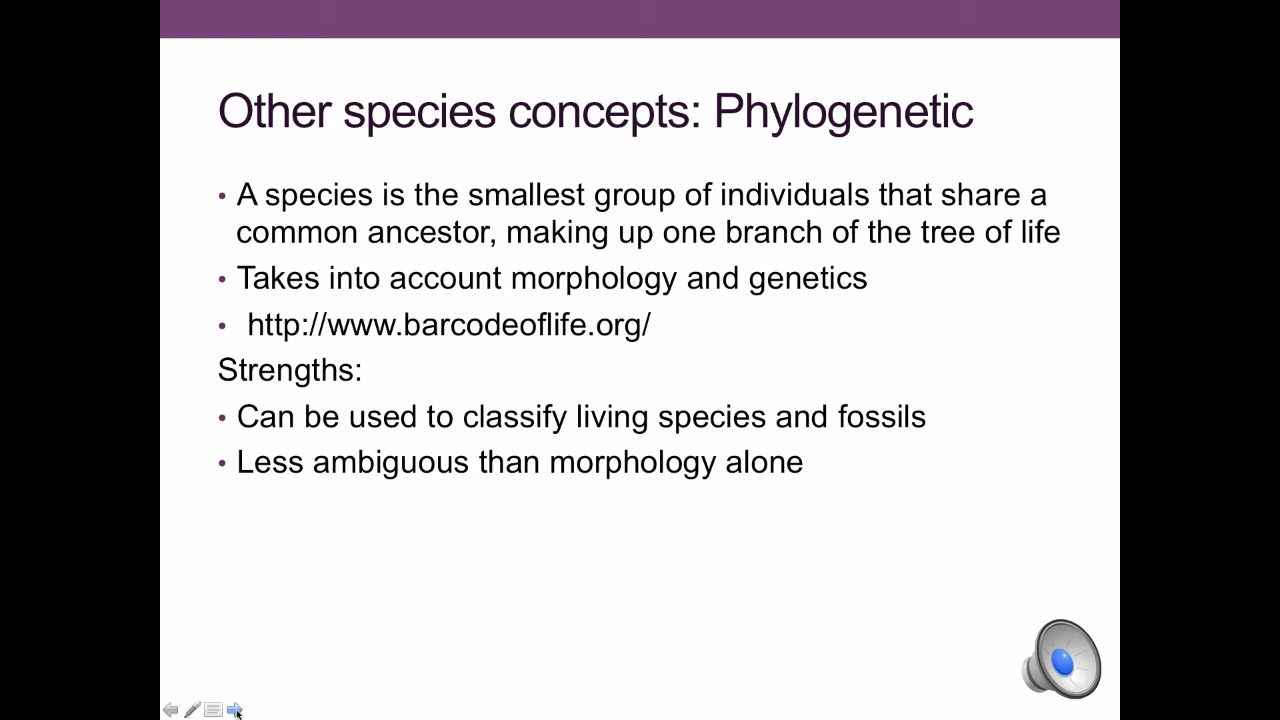 Other species concepts: Phylogenetic
• A species is the smallest group of individuals that share a
common ancestor, making up one branch of the tree of life
• Takes into account morphology and genetics
• http://www.barcodeoflife.org/
Strengths:
• Can be used to classify living species and fossils
• Less ambiguous than morphology alone